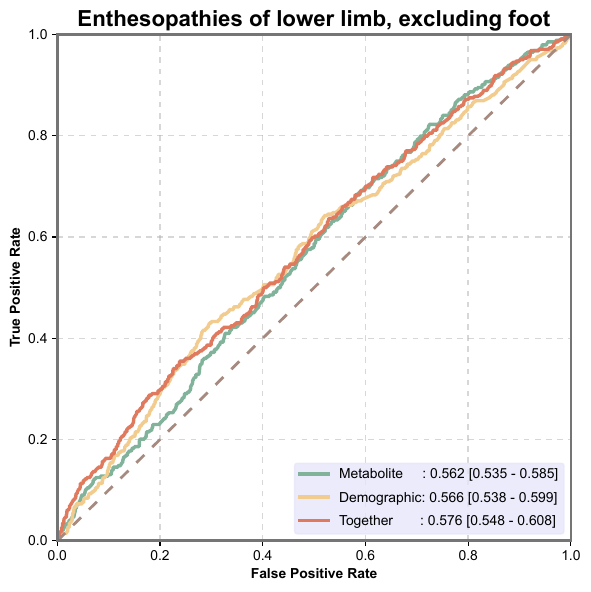 Enthesopathies of lower limb, excluding foot
1.0
0.8
0.6
0.4
0.2
0.0
True Positive Rate
Metabolite : 0.562 [0.535 - 0.585]
Demographic: 0.566 [0.538 - 0.599]
Together : 0.576 [0.548 - 0.608]
0.0 0.2 0.4 0.6 0.8 1.0
False Positive Rate